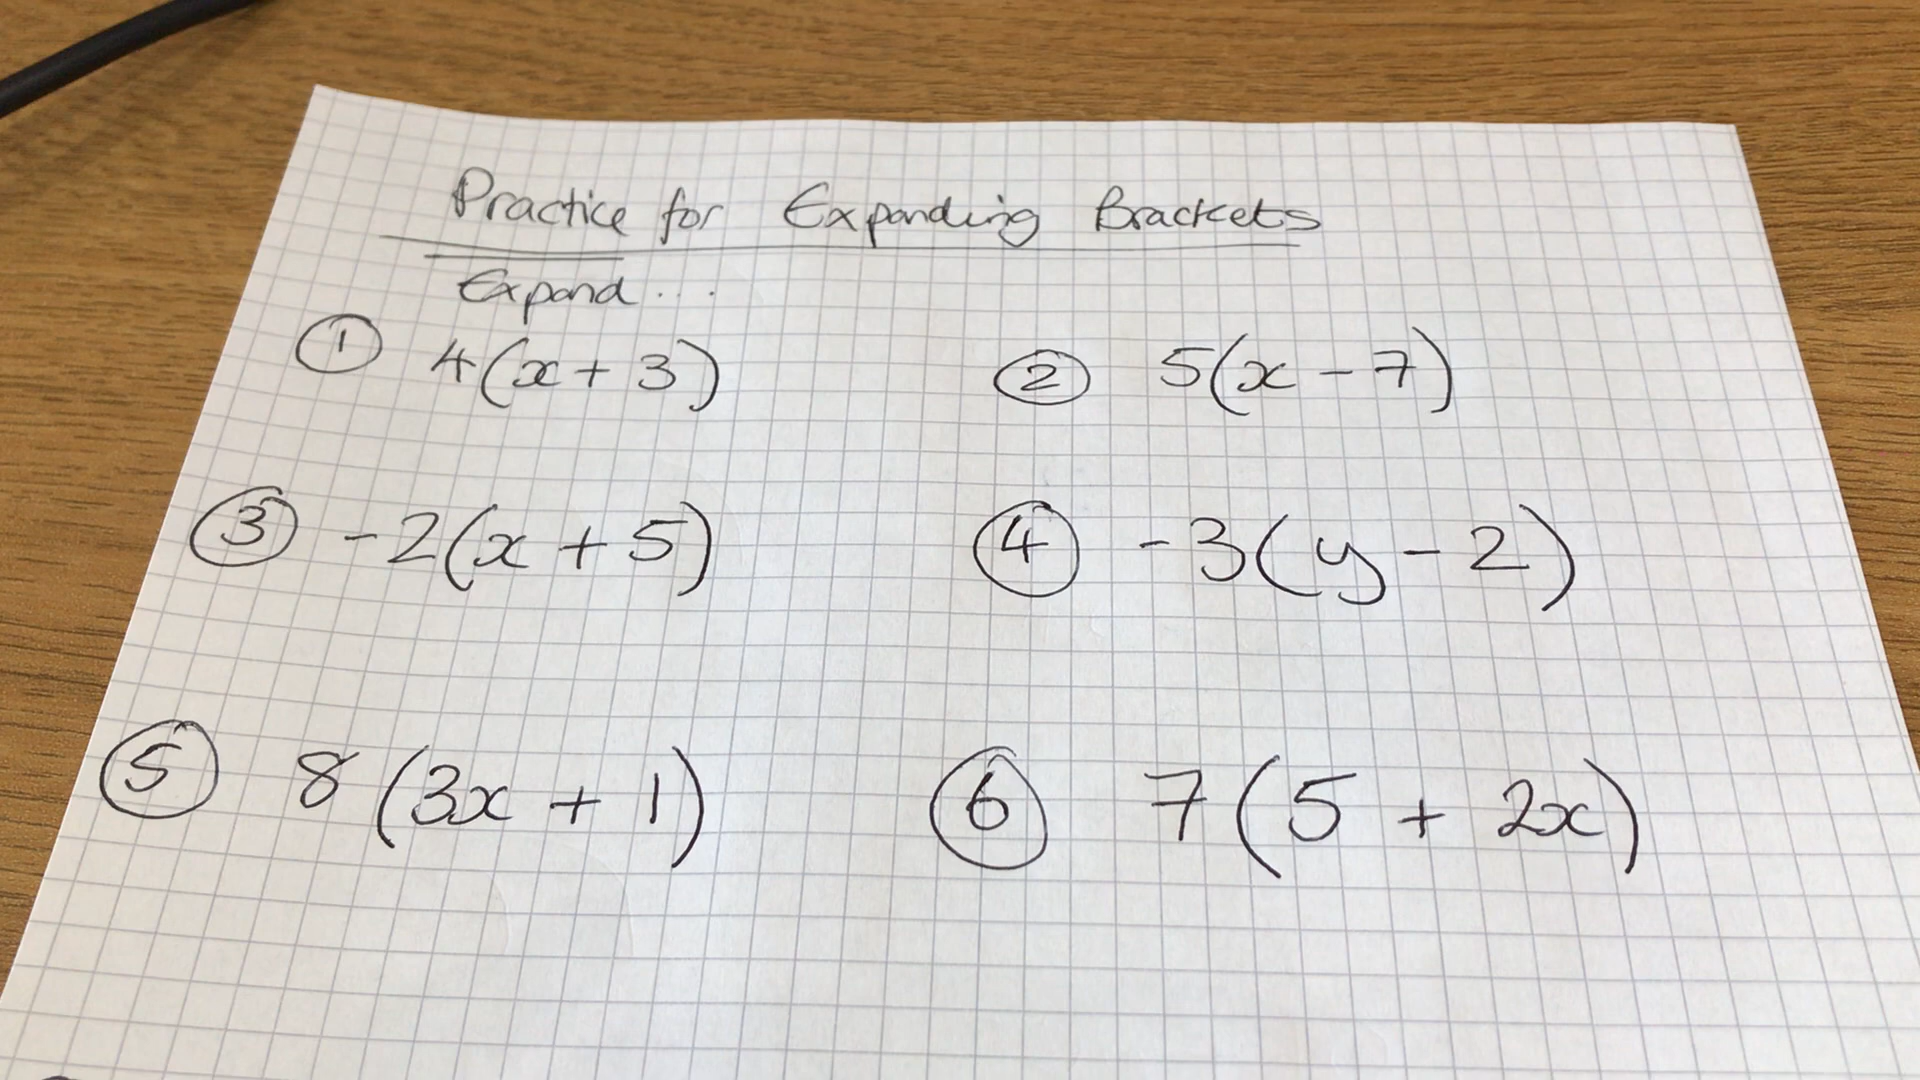 Practice for Expanding Brackets
Expand...
① 4(x + 3) ② 5(x - 7)
③ -2(x + 5) ④ -3(y - 2)
⑤ 8(3x + 1) ⑥ 7(5 + 2x)